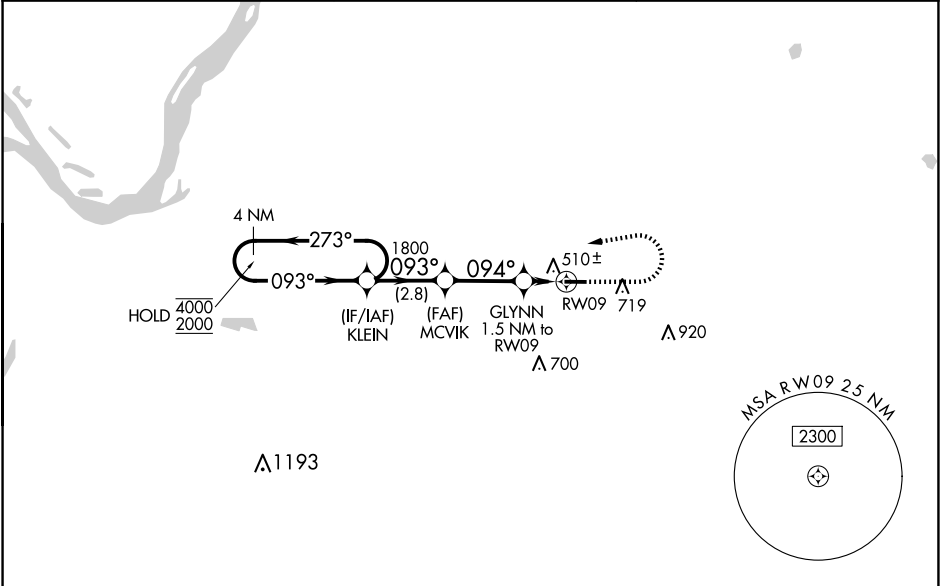 4 NM
273°
1800
093°
093°
(2.8)
094°
510±
HOLD 4000
2000
(IF/IAF)
KLEIN
(FAF)
MCVIK
GLYNN
1.5 NM to
RW09
RW09
719
920
700
1193
MSA RW09 25 NM
2300